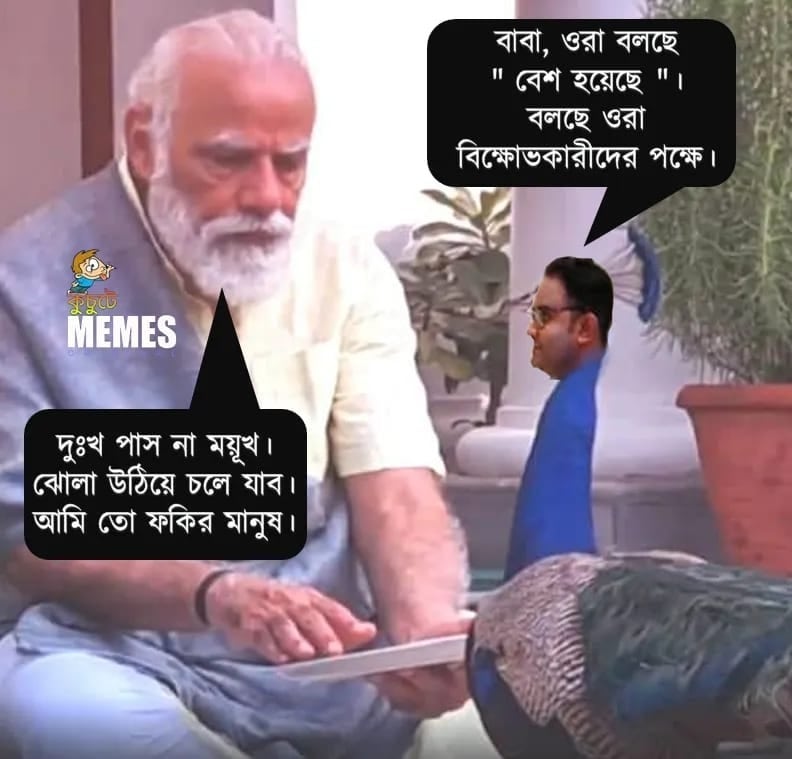 বাবা, ওরা বলছে
" বেশ হয়েছে "।
বলছে ওরা
বিক্ষোভকারীদের পক্ষে।
কুচুটে
MEMES
দুঃখ পাস না ময়ূখ।
ঝোলা উঠিয়ে চলে যাব।
আমি তো ফকির মানুষ।